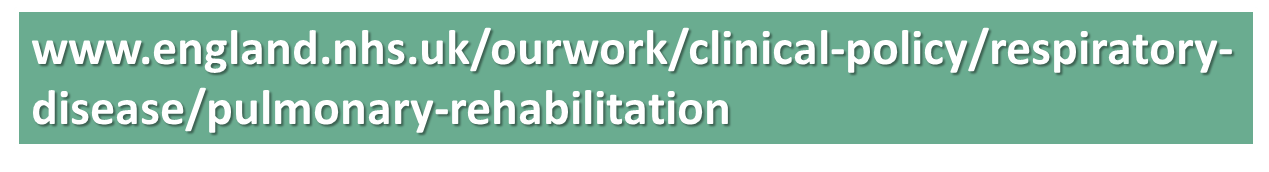 www.england.nhs.uk/ourwork/clinical-policy/respiratory-
disease/pulmonary-rehabilitation